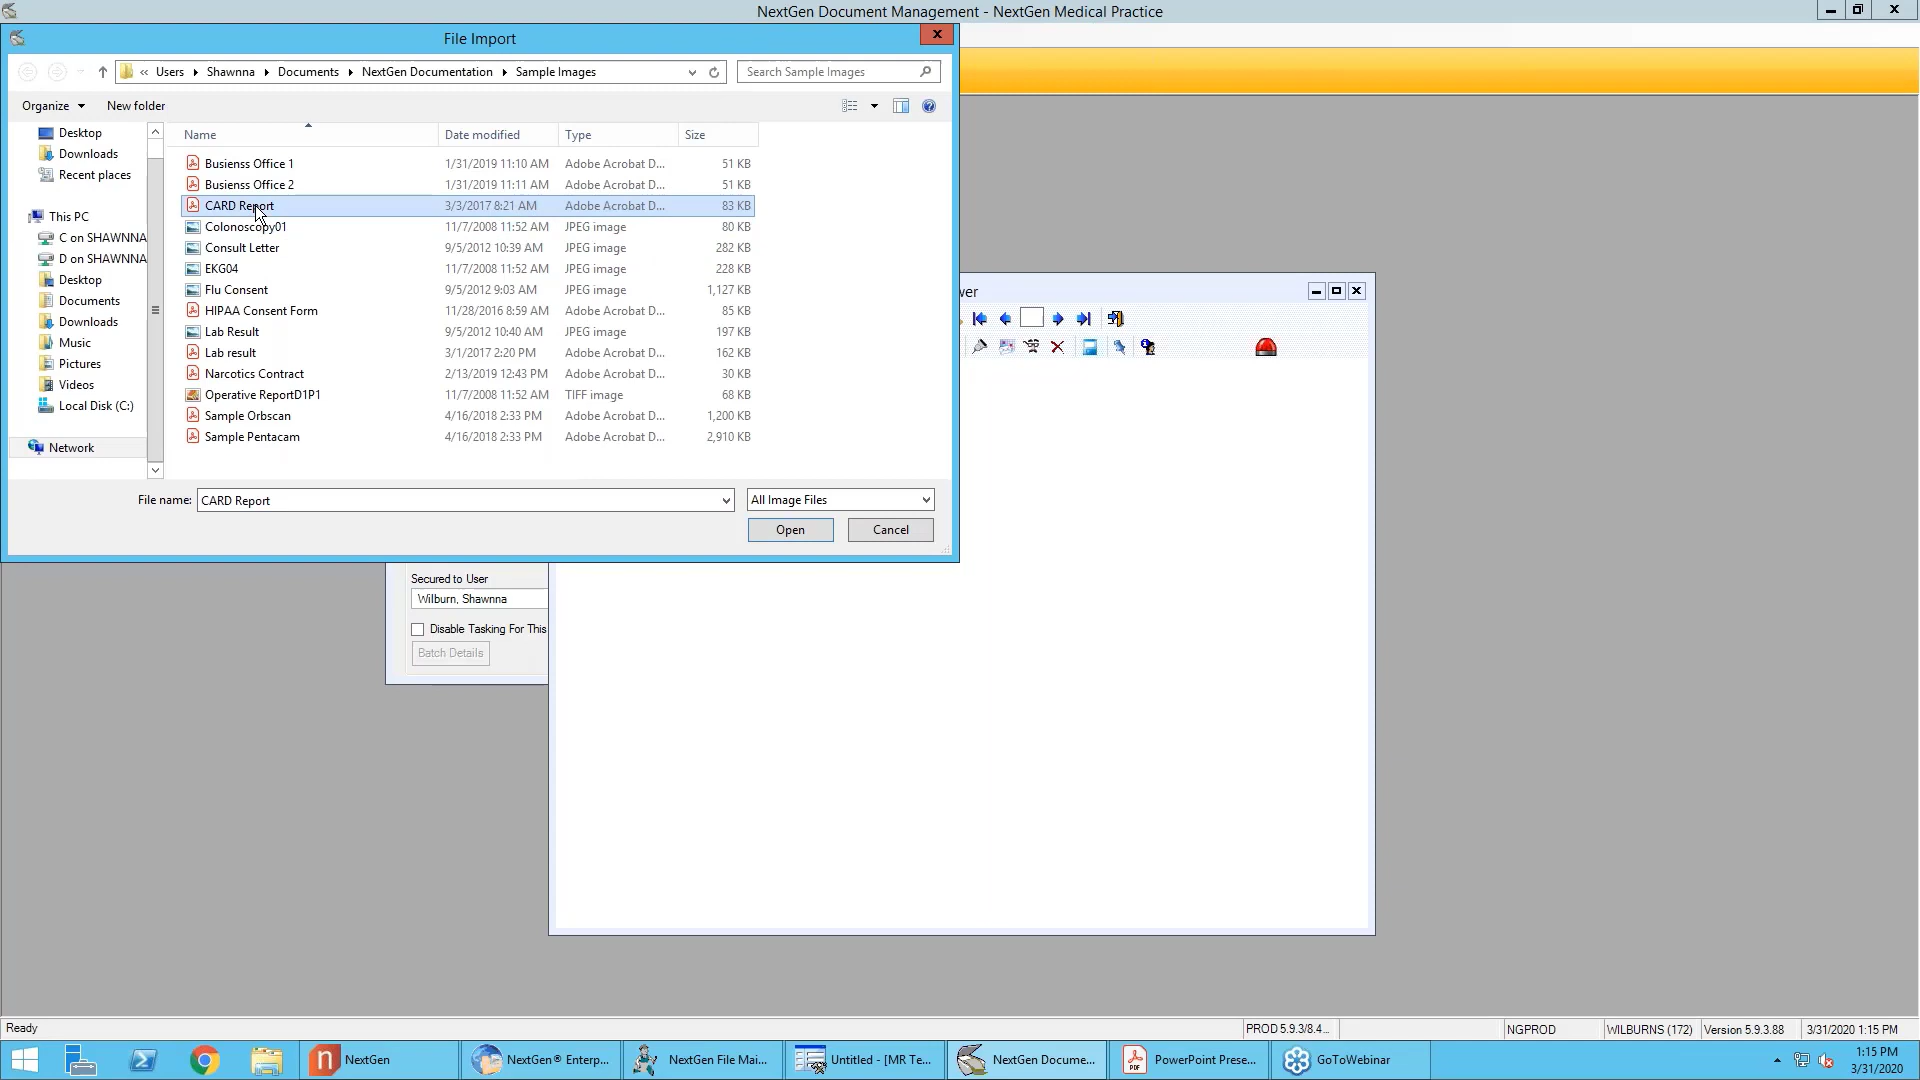 NextGen Document Management - NextGen Medical Practice
File Import
« Users Shawnna Documents NextGen Documentation Sample Images
Search Sample Images
Organize New folder
Name Date modified Type Size
Desktop
Downloads
Recent places
This PC
C on SHAWNNA
D on SHAWNNA
Desktop
Documents
Downloads
Music
Pictures
Videos
Local Disk (C:)
Network
Busienss Office 1 1/31/2019 11:10 AM Adobe Acrobat D... 51 KB
Busienss Office 2 1/31/2019 11:11 AM Adobe Acrobat D... 51 KB
CARD Report 3/3/2017 8:21 AM Adobe Acrobat D... 83 KB
Colonoscopy01 11/7/2008 11:52 AM JPEG image 80 KB
Consult Letter 9/5/2012 10:39 AM JPEG image 282 KB
EKG04 11/7/2008 11:52 AM JPEG image 228 KB
Flu Consent 9/5/2012 9:03 AM JPEG image 1,127 KB
HIPAA Consent Form 11/28/2016 8:59 AM Adobe Acrobat D... 85 KB
Lab Result 9/5/2012 10:40 AM JPEG image 197 KB
Lab result 3/1/2017 2:20 PM Adobe Acrobat D... 162 KB
Narcotics Contract 2/13/2019 12:43 PM Adobe Acrobat D... 30 KB
Operative ReportD1P1 11/7/2008 11:52 AM TIFF image 68 KB
Sample Orbscan 4/16/2018 2:33 PM Adobe Acrobat D... 1,200 KB
Sample Pentacam 4/16/2018 2:33 PM Adobe Acrobat D... 2,910 KB
File name: CARD Report All Image Files
Open Cancel
wer
Secured to User
Wilburn, Shawnna
Disable Tasking For This
Batch Details
Ready PROD 5.9.3/8.4... NGPROD WILBURNS (172) Version 5.9.3.88 3/31/2020 1:15 PM
NextGen NextGen® Enterp... NextGen File Mai... Untitled - [MR Te... NextGen Docume... PowerPoint Prese... GoToWebinar
1:15 PM
3/31/2020